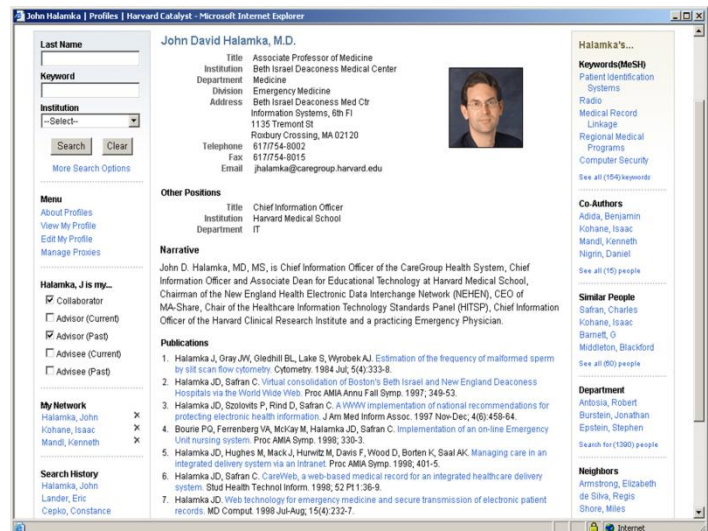 John Halamka | Profiles | Harvard Catalyst - Microsoft Internet Explorer
Last Name
Keyword
Institution
--Select--
Search Clear
More Search Options
Menu
About Profiles
View My Profile
Edit My Profile
Manage Proxies
Halamka, J is my...
Collaborator
Advisor (Current)
Advisor (Past)
Advisee (Current)
Advisee (Past)
My Network
Halamka, John
Kohane, Isaac
Mandl, Kenneth
Search History
Halamka, John
Lander, Eric
Cepko, Constance
John David Halamka, M.D.
Title Associate Professor of Medicine
Institution Beth Israel Deaconess Medical Center
Department Medicine
Division Emergency Medicine
Address Beth Israel Deaconess Med Ctr
Information Systems, 6th Fl
1135 Tremont St
Roxbury Crossing, MA 02120
Telephone 617/754-8002
Fax 617/754-8015
Email jhalamka@caregroup.harvard.edu
Other Positions
Title Chief Information Officer
Institution Harvard Medical School
Department IT
Narrative
John D. Halamka, MD, MS, is Chief Information Officer of the CareGroup Health System, Chief
Information Officer and Associate Dean for Educational Technology at Harvard Medical School,
Chairman of the New England Health Electronic Data Interchange Network (NEHEN), CEO of
MA-Share, Chair of the Healthcare Information Technology Standards Panel (HITSP), Chief Information
Officer of the Harvard Clinical Research Institute and a practicing Emergency Physician.
Publications
1. Halamka J, Gray JW, Gledhill BL, Lake S, Wyrobek AJ. Estimation of the frequency of malformed sperm
by slit scan flow cytometry. Cytometry. 1984 Jul; 5(4):333-8.
2. Halamka JD, Safran C. Virtual consolidation of Boston's Beth Israel and New England Deaconess
Hospitals via the World Wide Web. Proc AMIA Annu Fall Symp. 1997; 349-53.
3. Halamka JD, Szolovits P, Rind D, Safran C. A WWW implementation of national recommendations for
protecting electronic health information. J Am Med Inform Assoc. 1997 Nov-Dec; 4(6):458-64.
4. Bourie PQ, Ferrenberg VA, McKay M, Halamka JD, Safran C. Implementation of an on-line Emergency
Unit nursing system. Proc AMIA Symp. 1998; 330-3.
5. Halamka JD, Hughes M, Mack J, Hurwitz M, Davis F, Wood D, Borten K, Saal AK. Managing care in an
integrated delivery system via an Intranet. Proc AMIA Symp. 1998; 401-5.
6. Halamka JD, Safran C. CareWeb, a web-based medical record for an integrated healthcare delivery
system. Stud Health Technol Inform. 1998; 52 Pt 1:36-9.
7. Halamka JD. Web technology for emergency medicine and secure transmission of electronic patient
records. MD Comput. 1998 Jul-Aug; 15(4):232-7.
Halamka's...
Keywords(MeSH)
Patient Identification
Systems
Radio
Medical Record
Linkage
Regional Medical
Programs
Computer Security
See all (154) keywords
Co-Authors
Adida, Benjamin
Kohane, Isaac
Mandl, Kenneth
Nigrin, Daniel
See all (15) people
Similar People
Safran, Charles
Kohane, Isaac
Barnett, G
Middleton, Blackford
See all (60) people
Department
Antosia, Robert
Burstein, Jonathan
Epstein, Stephen
Search for (1390) people
Neighbors
Armstrong, Elizabeth
de Silva, Regis
Shore, Miles
Internet